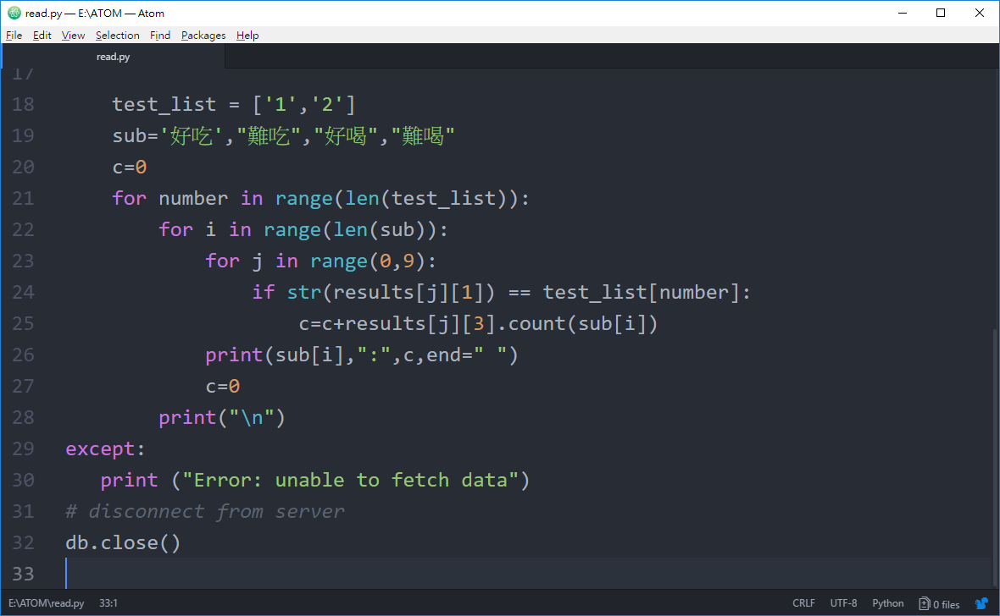 read.py — E:\ATOM — Atom
File Edit View Selection Find Packages Help
read.py
17
18 test_list = ['1','2']
19 sub='好吃',"難吃","好喝","難喝"
20 c=0
21 for number in range(len(test_list)):
22 for i in range(len(sub)):
23 for j in range(0,9):
24 if str(results[j][1]) == test_list[number]:
25 c=c+results[j][3].count(sub[i])
26 print(sub[i],":",c,end=" ")
27 c=0
28 print("\n")
29 except:
30 print ("Error: unable to fetch data")
31 # disconnect from server
32 db.close()
33
E:\ATOM\read.py 33:1 CRLF UTF-8 Python 0 files